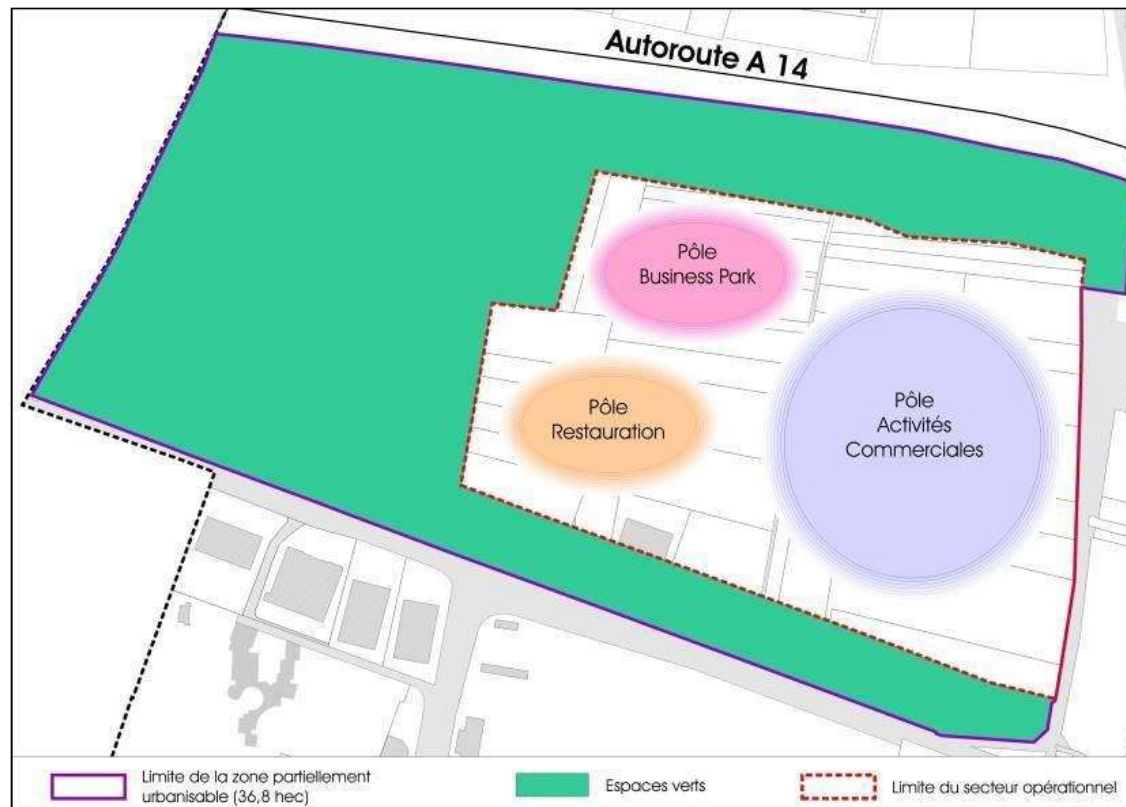 Autoroute A 14
Pôle
Business Park
Pôle
Restauration
Pôle
Activités
Commerciales
Limite de la zone partiellement
urbanisable (36,8 hec)
Espaces verts
Limite du secteur opérationnel